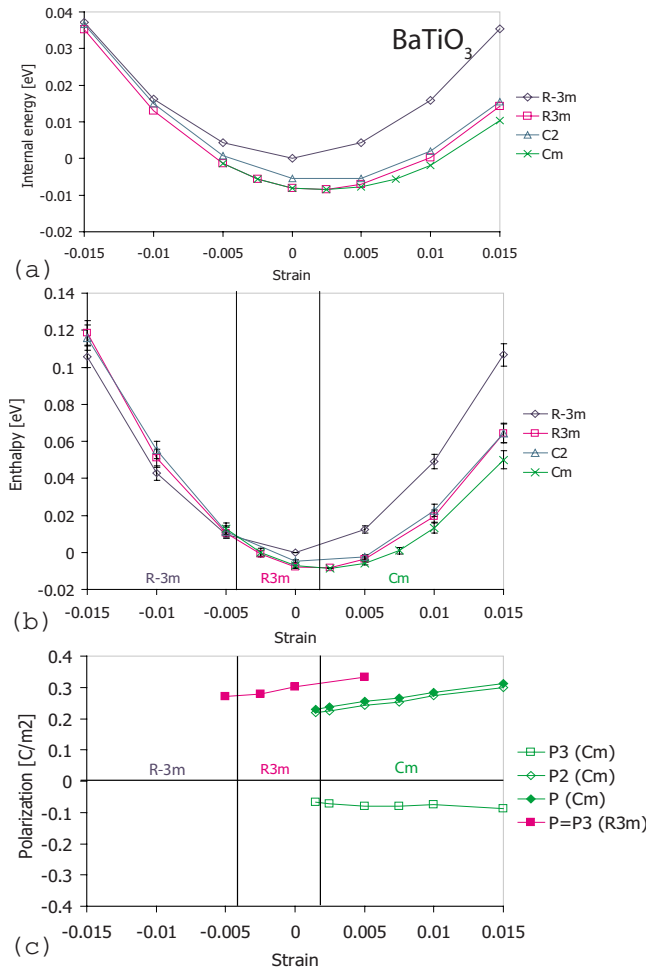 BaTiO3
Internal energy [eV]
0.04
0.03
0.02
0.01
0
-0.01
-0.02
-0.015 -0.01 -0.005 0 0.005 0.01 0.015
Strain
R-3m
R3m
C2
Cm
(a)
Enthalpy [eV]
0.14
0.12
0.1
0.08
0.06
0.04
0.02
0
-0.02
R-3m R3m Cm
-0.015 -0.01 -0.005 0 0.005 0.01 0.015
Strain
R-3m
R3m
C2
Cm
(b)
Polarization [C/m2]
0.4
0.3
0.2
0.1
0
-0.1
-0.2
-0.3
-0.4
R-3m R3m Cm
-0.015 -0.01 -0.005 0 0.005 0.01 0.015
Strain
P3 (Cm)
P2 (Cm)
P (Cm)
P=P3 (R3m)
(c)